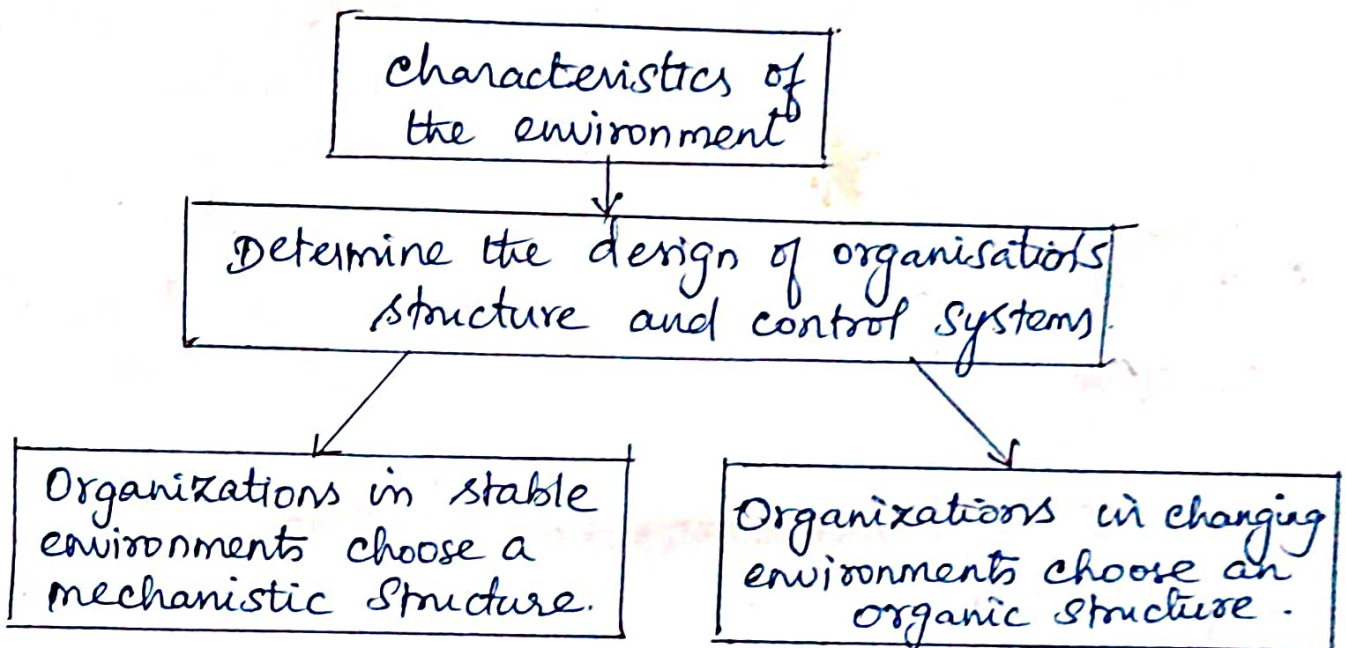 characteristics of
the environment
Determine the design of organisations
structure and control systems.
Organizations in stable
environments choose a
mechanistic structure.
Organizations in changing
environments choose an
organic structure.